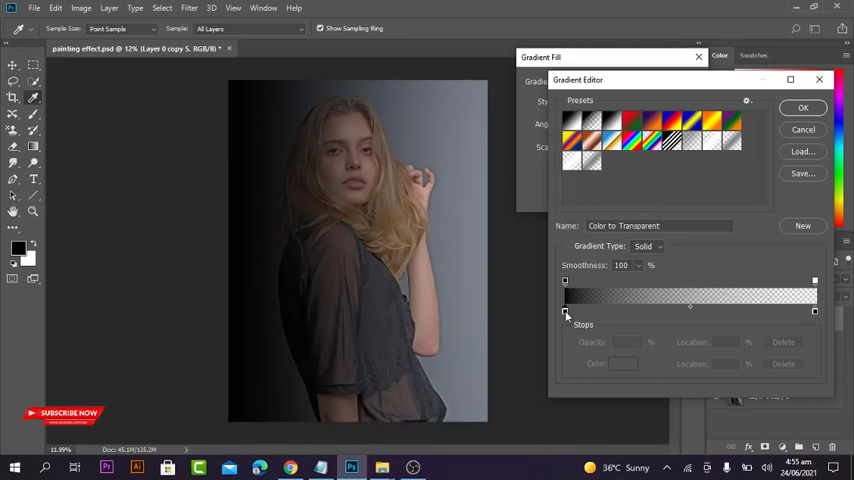 Ps File Edit Image Layer Type Select Filter 3D View Window Help
Sample Size: Point Sample Sample: All Layers Show Sampling Ring
painting effect.psd @ 12% (Layer 0 copy 5, RGB/8) *
Gradient Fill
Color Swatches
Gradient Editor
Presets
OK
Cancel
Load...
Save...
Name: Color to Transparent New
Gradient Type: Solid
Smoothness: 100 %
Stops
Opacity: % Location: % Delete
Color: Location: % Delete
SUBSCRIBE NOW
11.99% Doc: 45.1M/135.2M
Pr Ai Ps 36°C Sunny 4:55 am
24/06/2021